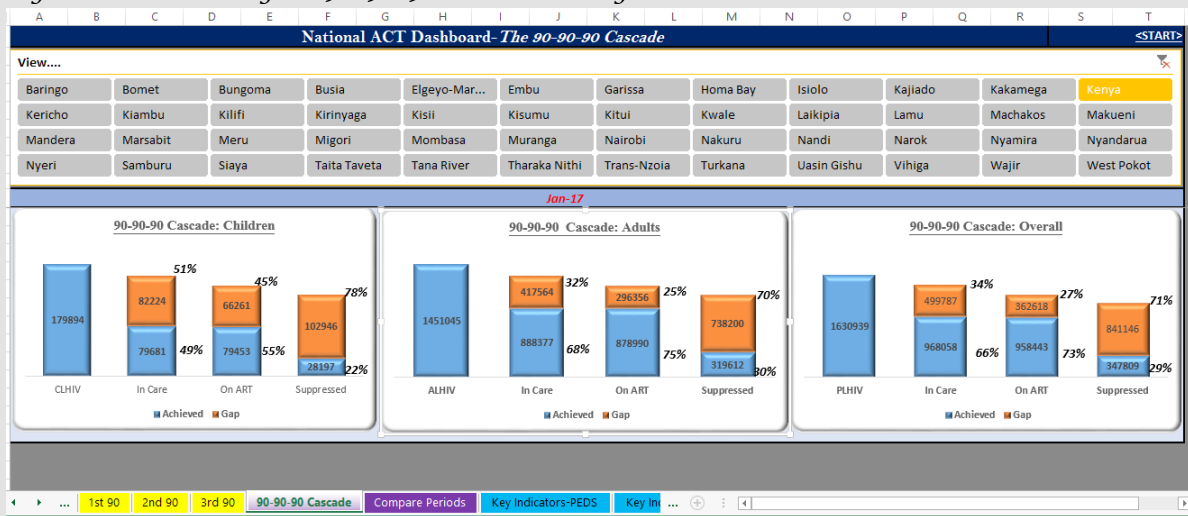 A B C D E F G H I J K L M N O P Q R S T
National ACT Dashboard-The 90-90-90 Cascade <START>
View....
Baringo Bomet Bungoma Busia Elgeyo-Mar... Embu Garissa Homa Bay Isiolo Kajiado Kakamega Kenya
Kericho Kiambu Kilifi Kirinyaga Kisii Kisumu Kitui Kwale Laikipia Lamu Machakos Makueni
Mandera Marsabit Meru Migori Mombasa Muranga Nairobi Nakuru Nandi Narok Nyamira Nyandarua
Nyeri Samburu Siaya Taita Taveta Tana River Tharaka Nithi Trans-Nzoia Turkana Uasin Gishu Vihiga Wajir West Pokot
Jan-17
90-90-90 Cascade: Children
51%
45%
78%
82224
66261
179894
102946
79681 49%
79453 55%
28197 22%
CLHIV In Care On ART Suppressed
Achieved Gap
90-90-90 Cascade: Adults
32%
25%
70%
417564
296356
1451045
738200
888377 68%
878990 75%
319612 30%
ALHIV In Care On ART Suppressed
Achieved Gap
90-90-90 Cascade: Overall
34%
27%
71%
499787
362618
1630939
841146
968058 66%
958443 73%
347809 29%
PLHIV In Care On ART Suppressed
Achieved Gap
... 1st 90 2nd 90 3rd 90 90-90-90 Cascade Compare Periods Key Indicators-PEDS Key Ind ...